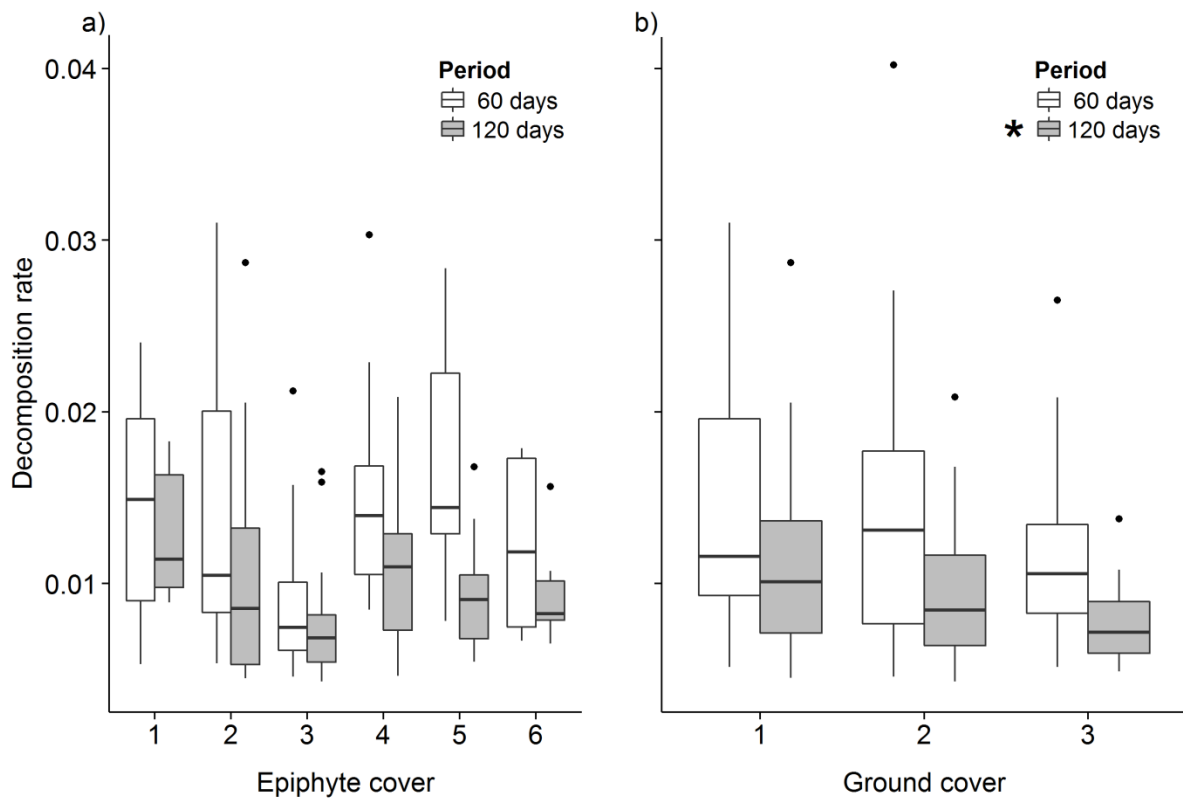 a)
Period
60 days
120 days
0.04
0.03
0.02
0.01
Decomposition rate
1 2 3 4 5 6
Epiphyte cover
b)
Period
60 days
* 120 days
1 2 3
Ground cover